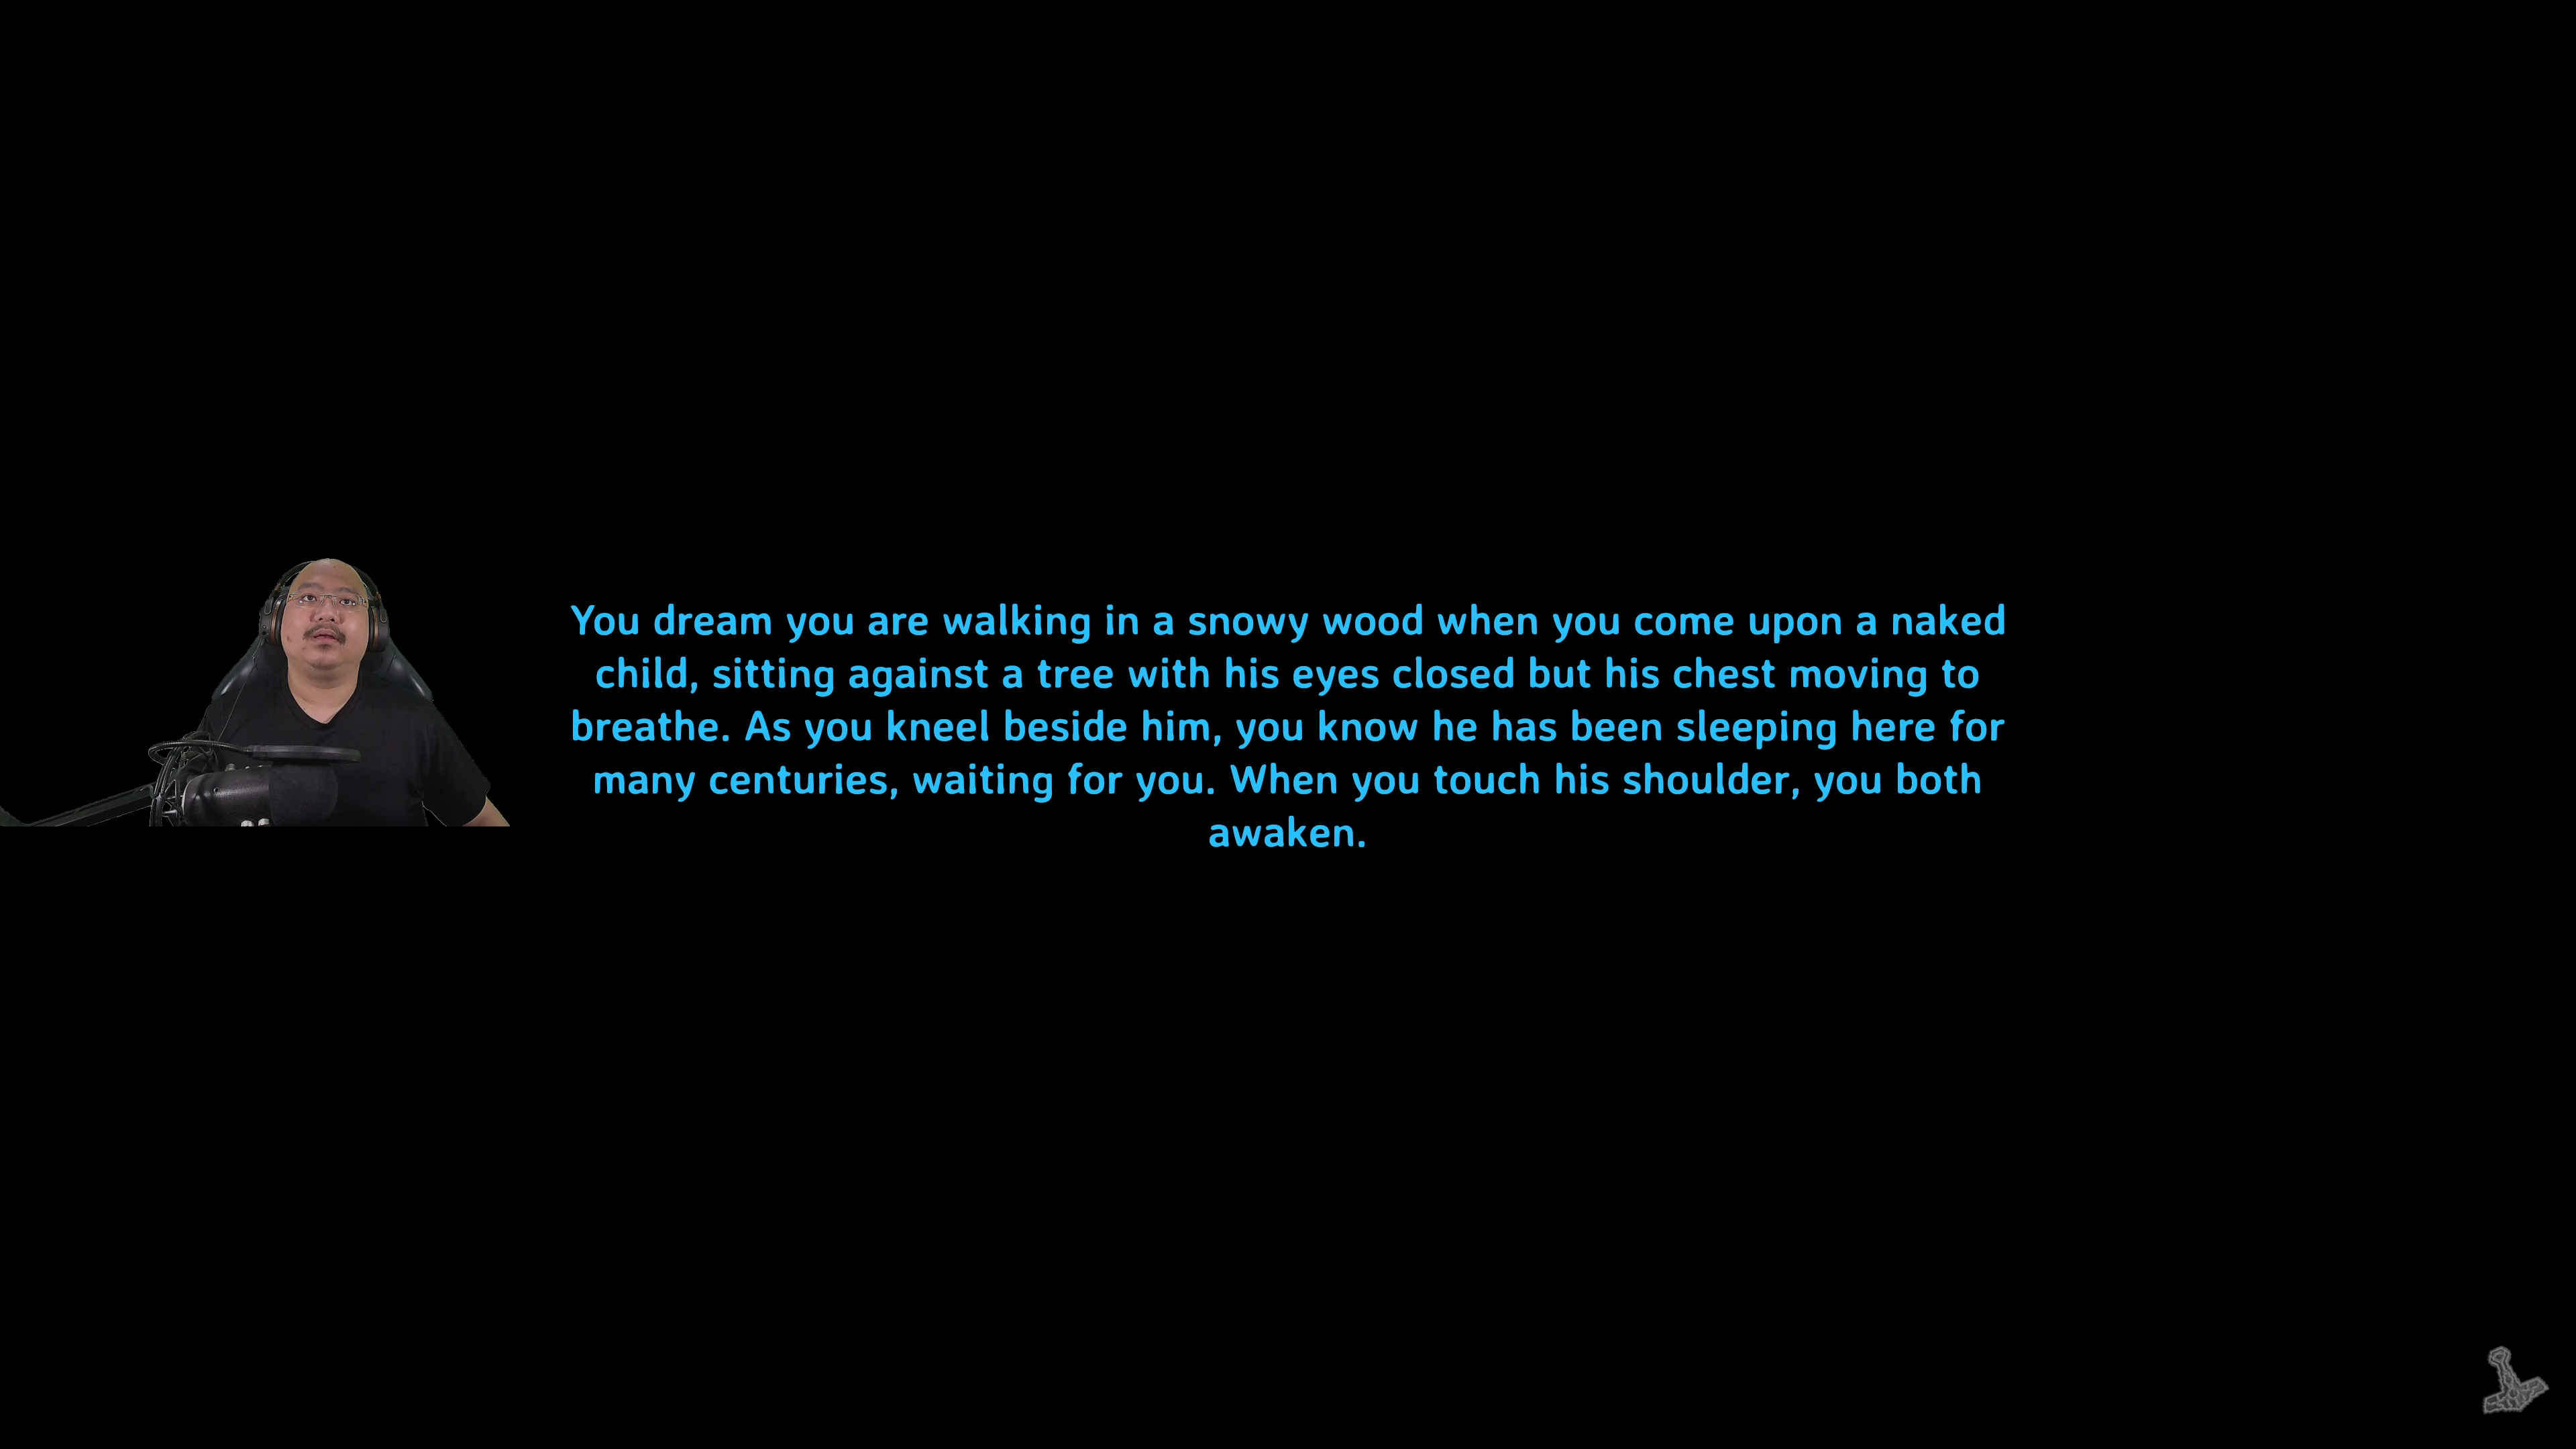 You dream you are walking in a snowy wood when you come upon a naked
child, sitting against a tree with his eyes closed but his chest moving to
breathe. As you kneel beside him, you know he has been sleeping here for
many centuries, waiting for you. When you touch his shoulder, you both
awaken.